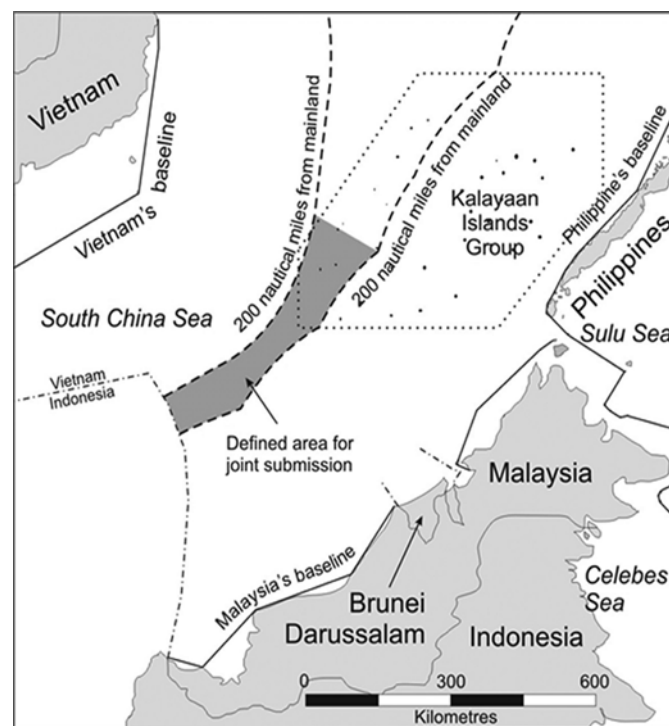 Vietnam
Vietnam's baseline
200 nautical miles from mainland
200 nautical miles from mainland
Kalayaan
Islands
Group
Philippine's baseline
Philippines
South China Sea
Sulu Sea
Vietnam
Indonesia
Defined area for
joint submission
Malaysia
Malaysia's baseline
Celebes
Sea
Brunei
Darussalam
Indonesia
0 300 600
Kilometres